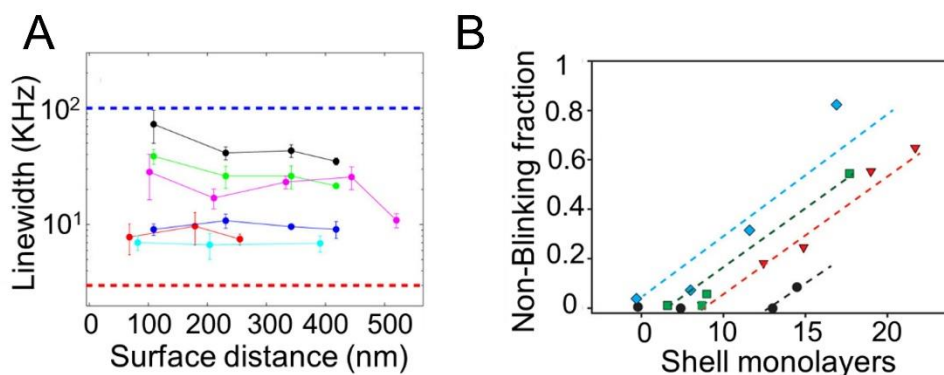 A
Linewidth (KHz)
10²
10¹
0 100 200 300 400 500
Surface distance (nm)
B
Non-Blinking fraction
1
0.8
0.6
0.4
0.2
0
0 10 15 20
Shell monolayers